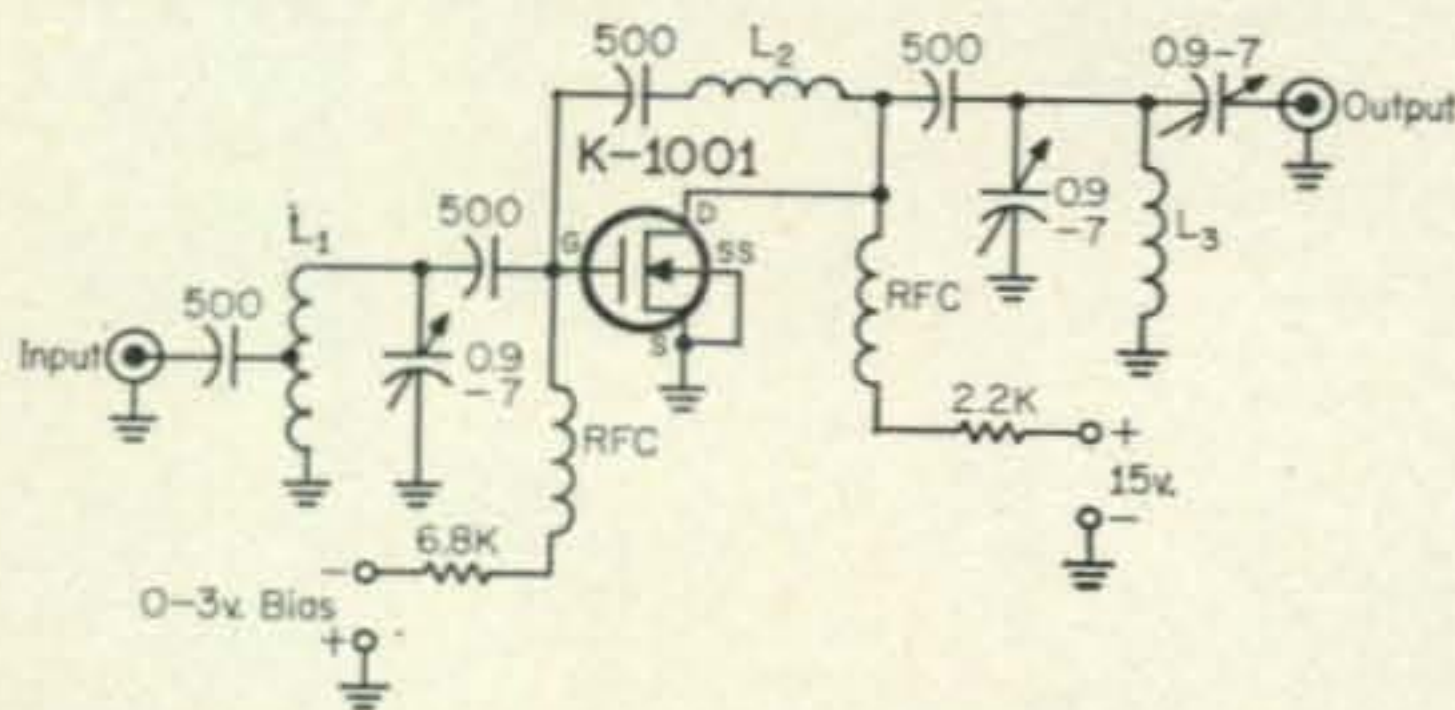 500
L2
500
0.9-7
Output
K-1001
D
0.9
-7
L3
500
G
SS
L1
RFC
500
S
Input
0.9
-7
2.2K
+
RFC
15v.
6.8K
-
-
0-3v. Bias
+